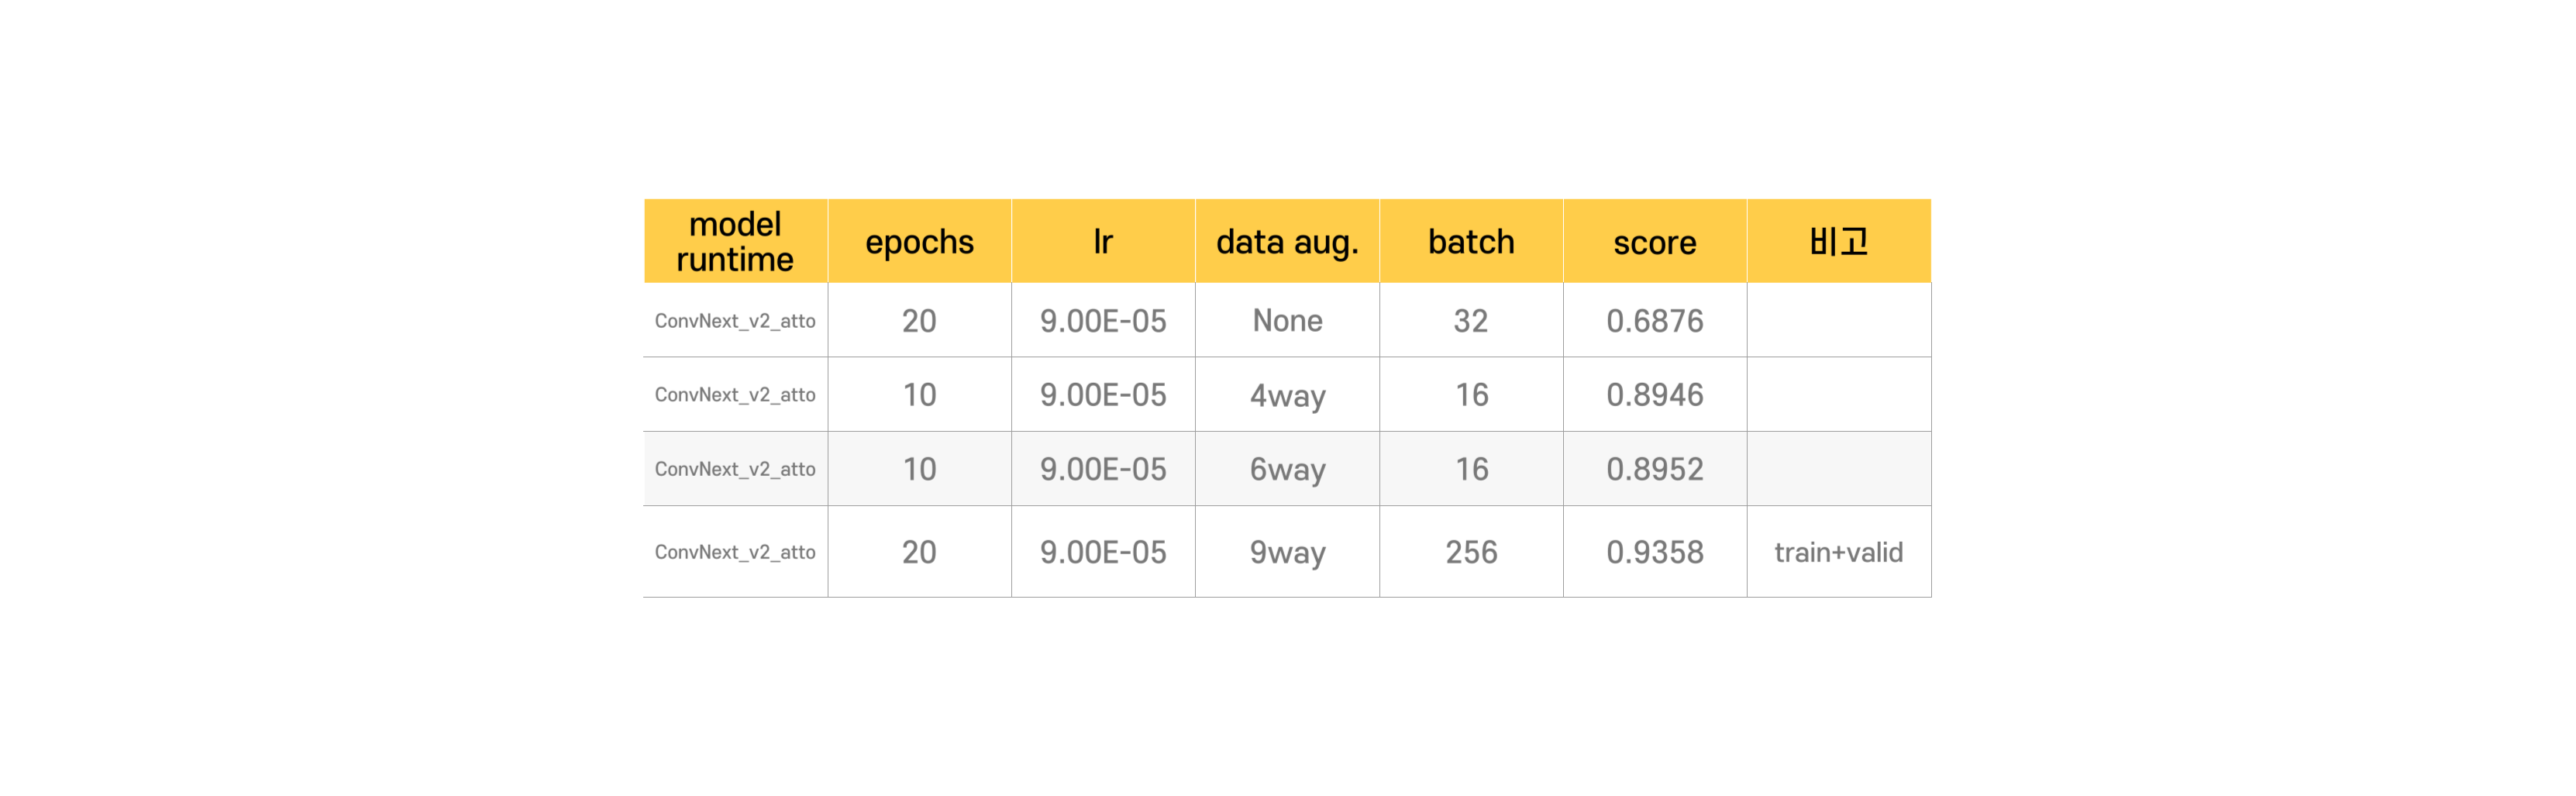 model runtime epochs lr data aug. batch score 비고
ConvNext_v2_atto 20 9.00E-05 None 32 0.6876
ConvNext_v2_atto 10 9.00E-05 4way 16 0.8946
ConvNext_v2_atto 10 9.00E-05 6way 16 0.8952
ConvNext_v2_atto 20 9.00E-05 9way 256 0.9358 train+valid